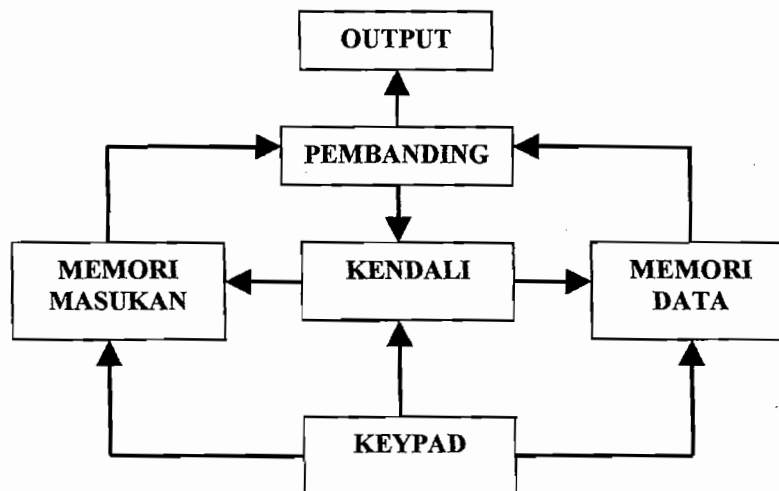 OUTPUT
PEMBANDING
MEMORI
MASUKAN
KENDALI
MEMORI
DATA
KEYPAD